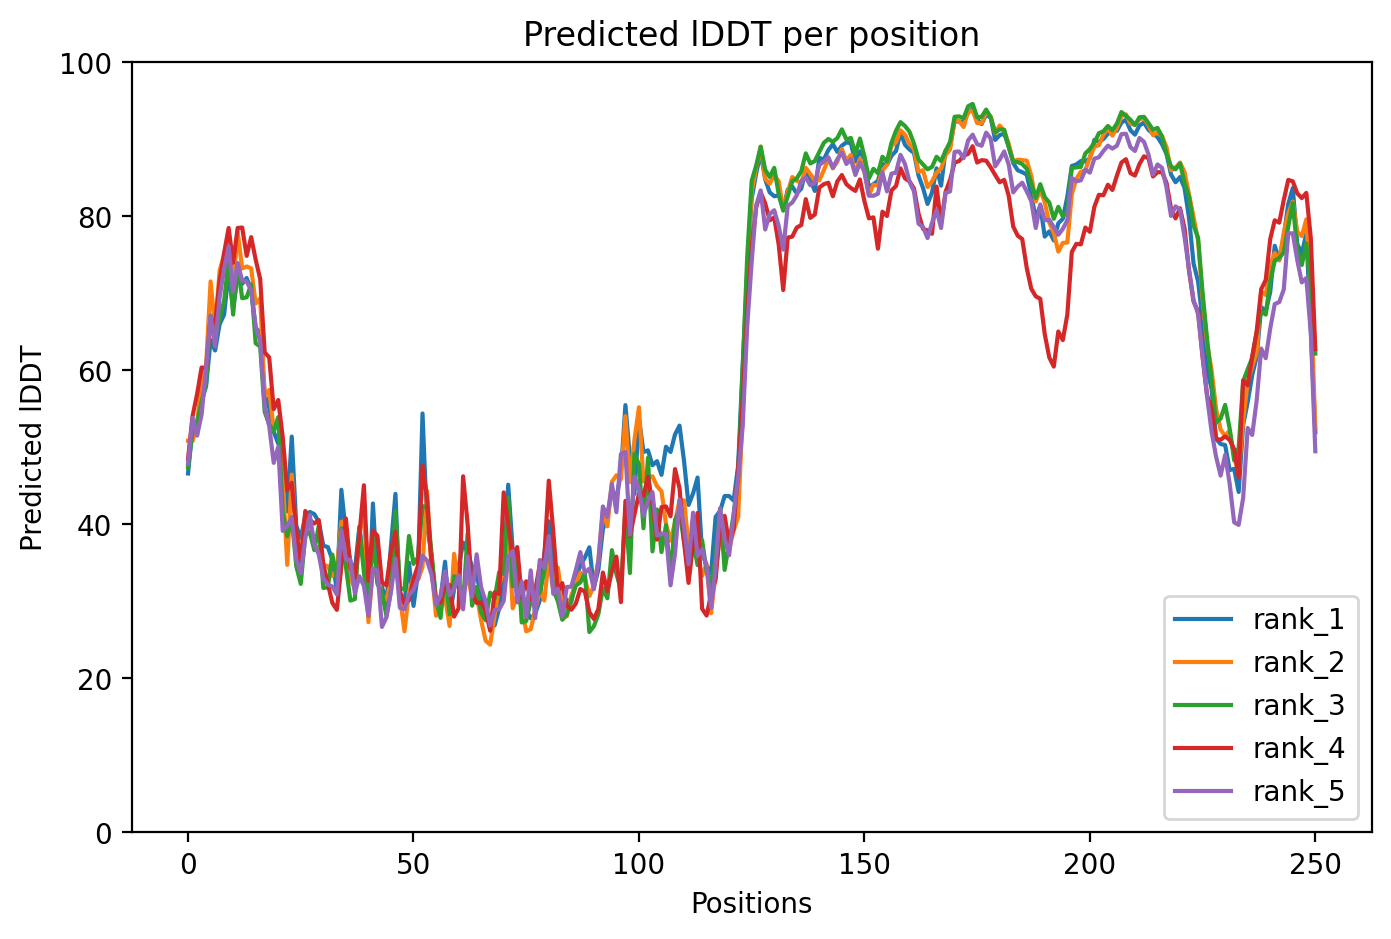 Predicted lDDT per position
100
80
60
40
20
0
Predicted lDDT
0 50 100 150 200 250
Positions
rank_1
rank_2
rank_3
rank_4
rank_5